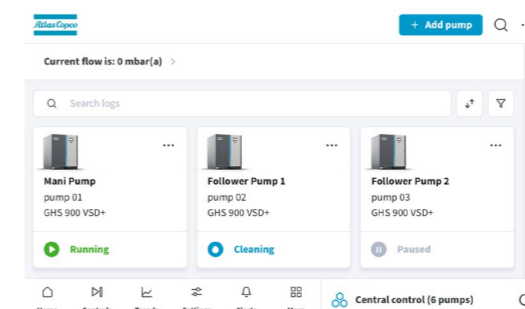 Atlas Copco
+ Add pump
Current flow is: 0 mbar(a) >
Search logs
Mani Pump
pump 01
GHS 900 VSD+
Running
Follower Pump 1
pump 02
GHS 900 VSD+
Cleaning
Follower Pump 2
pump 03
GHS 900 VSD+
Paused
Central control (6 pumps)